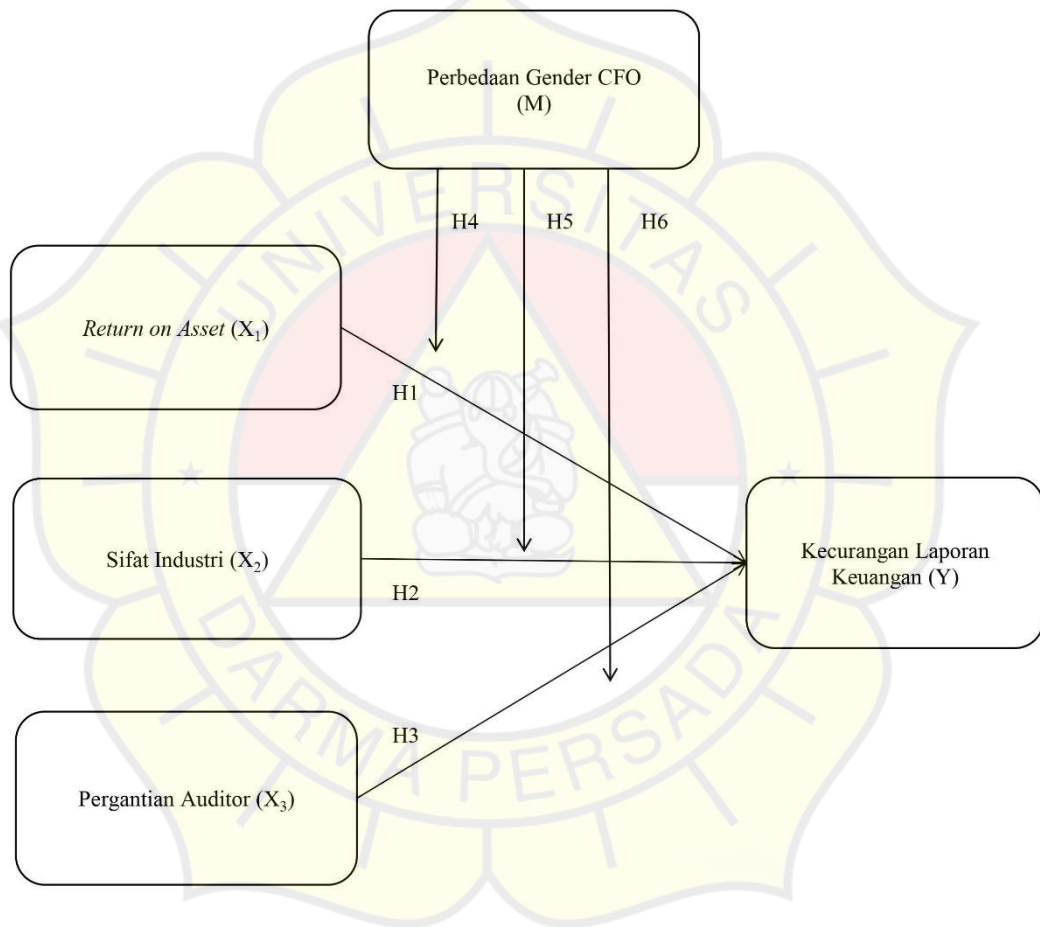 Perbedaan Gender CFO
(M)
H4
H5
H6
Return on Asset (X₁)
H1
Sifat Industri (X₂)
H2
Kecurangan Laporan
Keuangan (Y)
Pergantian Auditor (X₃)
H3
UNIVERSITAS
DARMA PERSADA